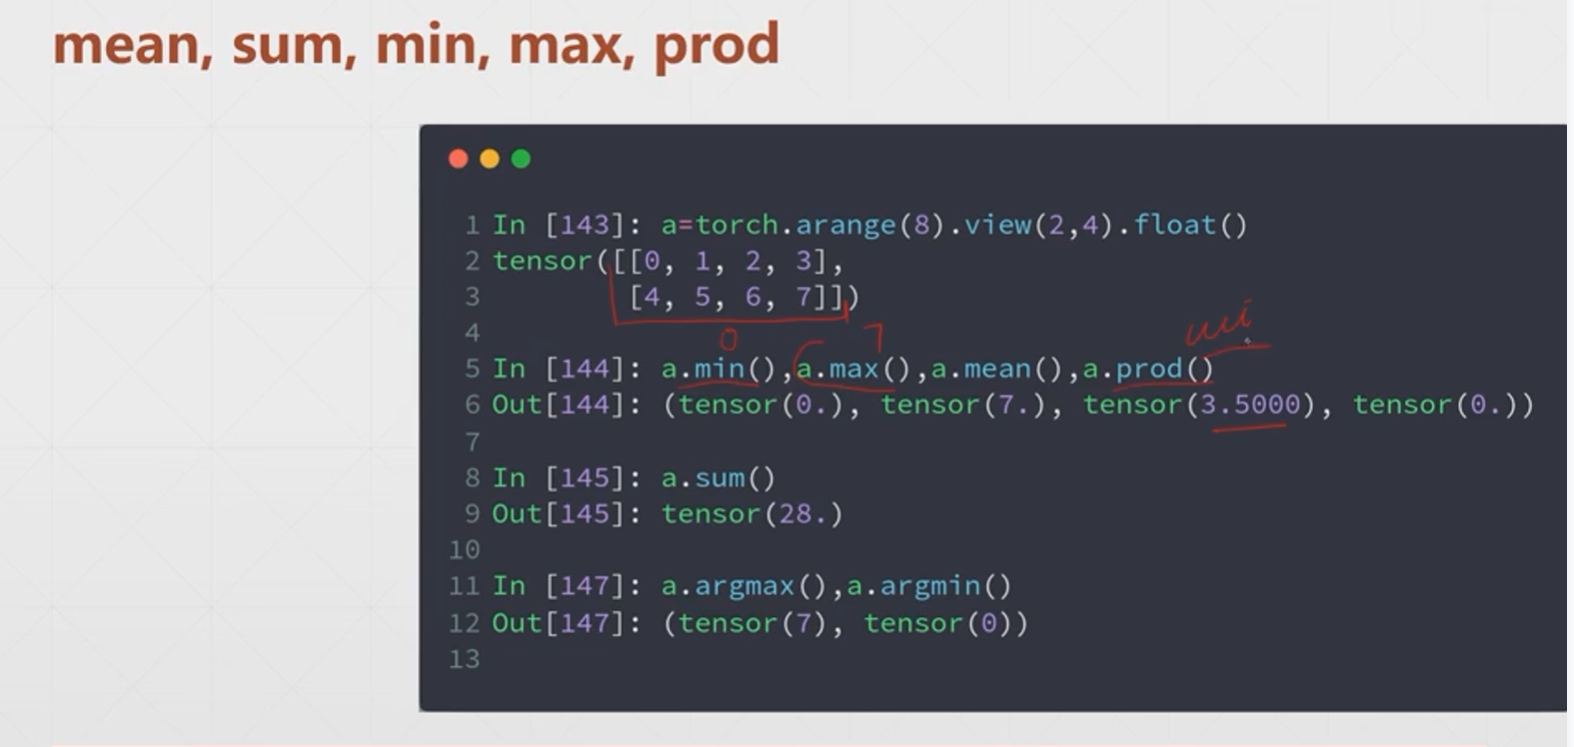 mean, sum, min, max, prod
1 In [143]: a=torch.arange(8).view(2,4).float()
2 tensor([[0, 1, 2, 3],
3 [4, 5, 6, 7]])
4
0 7
5 In [144]: a.min(),a.max(),a.mean(),a.prod()
6 Out[144]: (tensor(0.), tensor(7.), tensor(3.5000), tensor(0.))
7
8 In [145]: a.sum()
9 Out[145]: tensor(28.)
10
11 In [147]: a.argmax(),a.argmin()
12 Out[147]: (tensor(7), tensor(0))
13